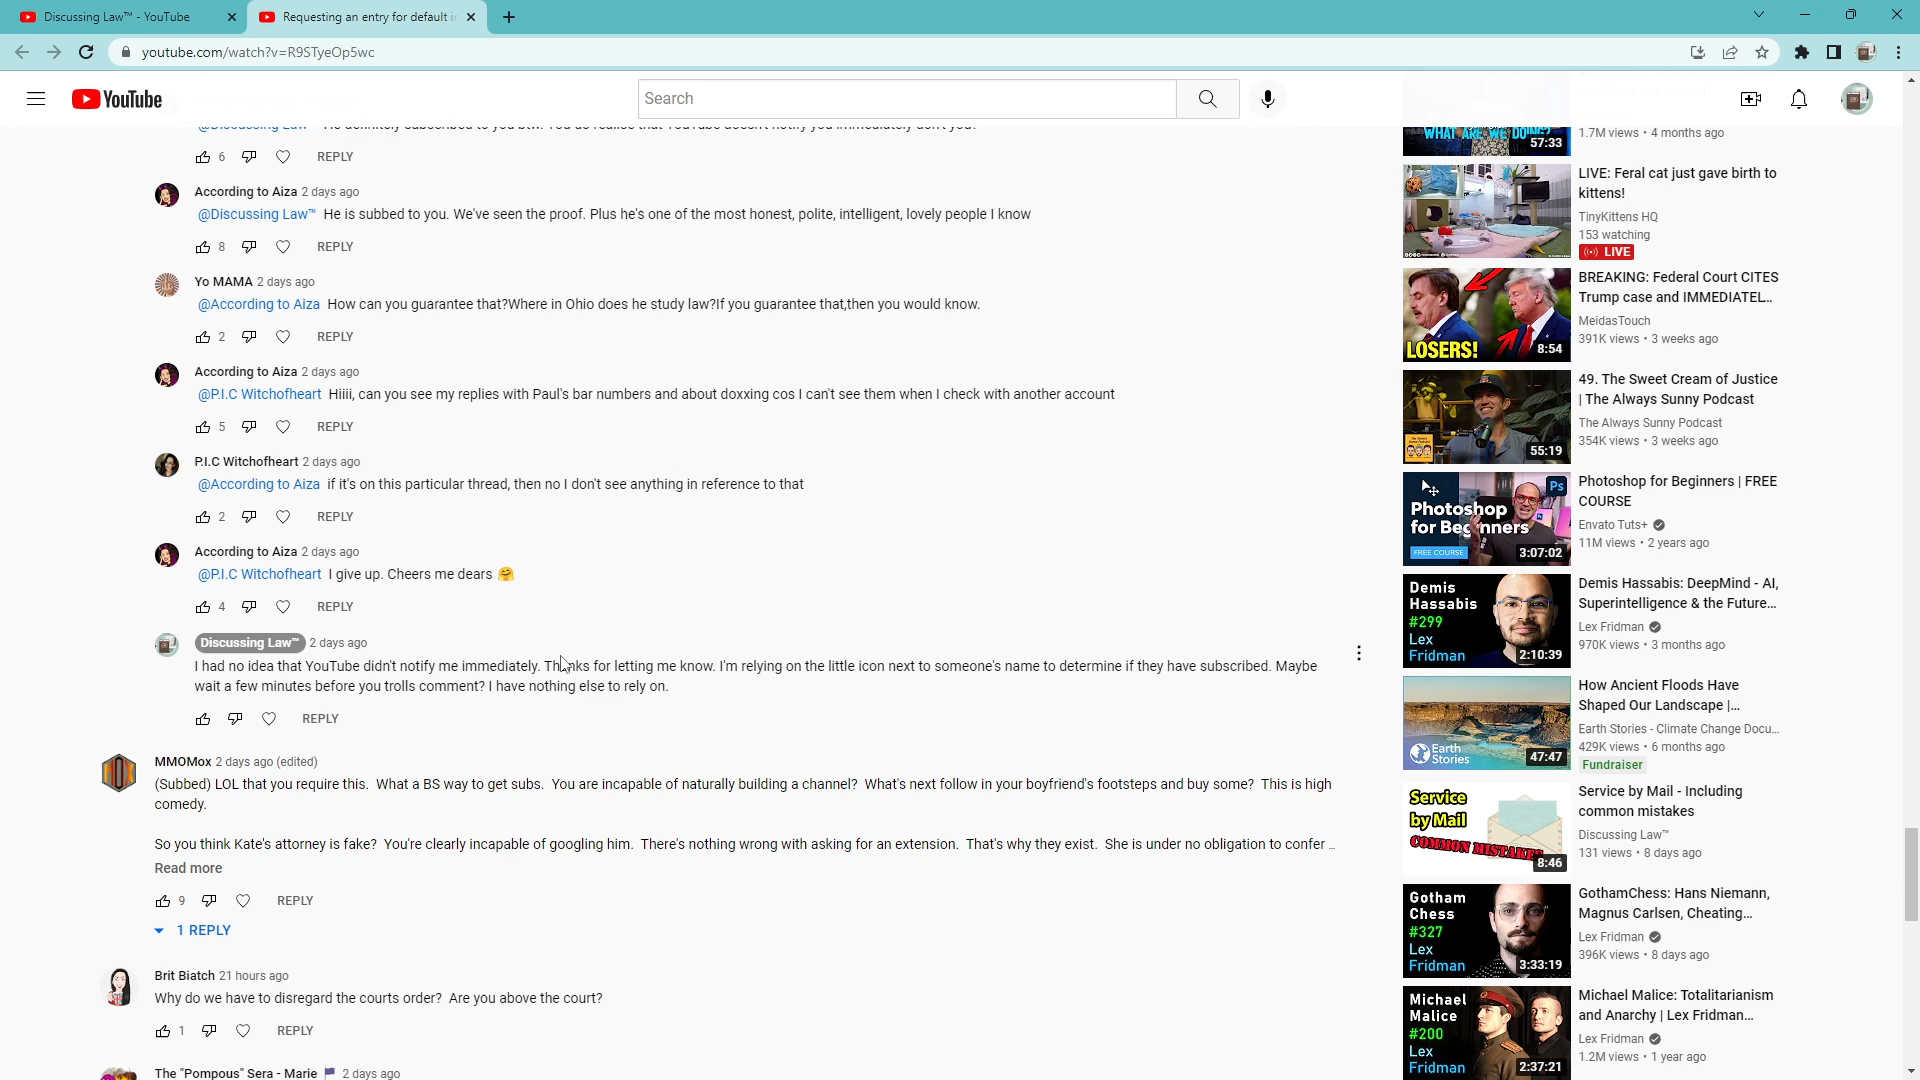 Discussing Law™ - YouTube
Requesting an entry for default i
youtube.com/watch?v=R9STyeOp5wc
YouTube
Search
6 REPLY
According to Aiza 2 days ago
@Discussing Law™ He is subbed to you. We've seen the proof. Plus he's one of the most honest, polite, intelligent, lovely people I know
8 REPLY
Yo MAMA 2 days ago
@According to Aiza How can you guarantee that?Where in Ohio does he study law?If you guarantee that,then you would know.
2 REPLY
According to Aiza 2 days ago
@P.I.C Witchofheart Hiiii, can you see my replies with Paul's bar numbers and about doxxing cos I can't see them when I check with another account
5 REPLY
P.I.C Witchofheart 2 days ago
@According to Aiza if it's on this particular thread, then no I don't see anything in reference to that
2 REPLY
According to Aiza 2 days ago
@P.I.C Witchofheart I give up. Cheers me dears 🤗
4 REPLY
Discussing Law™ 2 days ago
I had no idea that YouTube didn't notify me immediately. Thanks for letting me know. I'm relying on the little icon next to someone's name to determine if they have subscribed. Maybe
wait a few minutes before you trolls comment? I have nothing else to rely on.
REPLY
MMOMox 2 days ago (edited)
(Subbed) LOL that you require this. What a BS way to get subs. You are incapable of naturally building a channel? What's next follow in your boyfriend's footsteps and buy some? This is high
comedy.
So you think Kate's attorney is fake? You're clearly incapable of googling him. There's nothing wrong with asking for an extension. That's why they exist. She is under no obligation to confer ...
Read more
9 REPLY
1 REPLY
Brit Biatch 21 hours ago
Why do we have to disregard the courts order? Are you above the court?
1 REPLY
The "Pompous" Sera - Marie 2 days ago
WHAT ARE WE DOING?
57:33
1.7M views • 4 months ago
LIVE: Feral cat just gave birth to
kittens!
TinyKittens HQ
153 watching
LIVE
LOSERS!
8:54
BREAKING: Federal Court CITES
Trump case and IMMEDIATEL...
MeidasTouch
391K views • 3 weeks ago
55:19
49. The Sweet Cream of Justice
| The Always Sunny Podcast
The Always Sunny Podcast
354K views • 3 weeks ago
Ps
Photoshop
for Beginners
FREE COURSE
3:07:02
Photoshop for Beginners | FREE
COURSE
Envato Tuts+
11M views • 2 years ago
Demis
Hassabis
#299
Lex
Fridman
2:10:39
Demis Hassabis: DeepMind - AI,
Superintelligence & the Future...
Lex Fridman
970K views • 3 months ago
Earth
Stories
47:47
How Ancient Floods Have
Shaped Our Landscape |...
Earth Stories - Climate Change Docu...
429K views • 6 months ago
Fundraiser
Service
by Mail
COMMON MISTAKES
8:46
Service by Mail - Including
common mistakes
Discussing Law™
131 views • 8 days ago
Gotham
Chess
#327
Lex
Fridman
3:33:19
GothamChess: Hans Niemann,
Magnus Carlsen, Cheating...
Lex Fridman
396K views • 8 days ago
Michael
Malice
#200
Lex
Fridman
2:37:21
Michael Malice: Totalitarianism
and Anarchy | Lex Fridman...
Lex Fridman
1.2M views • 1 year ago